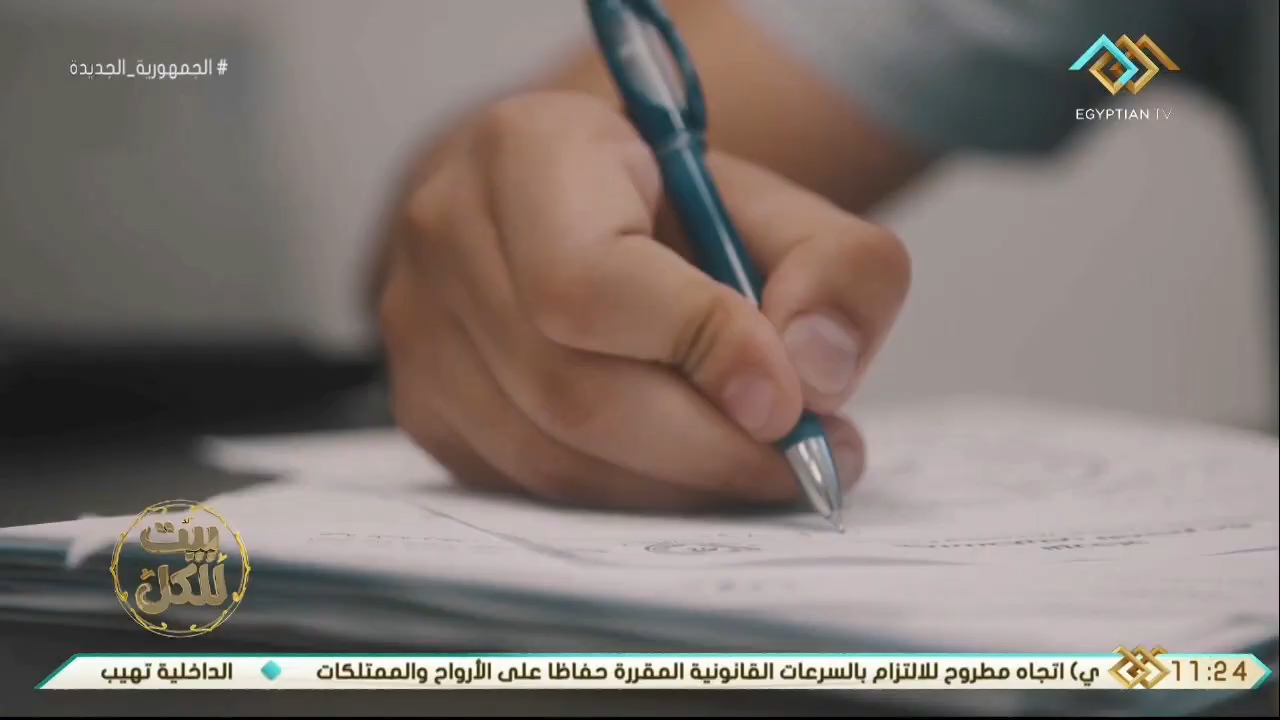 # الجمهورية_الجديدة
EGYPTIAN TV
بيت
للكل
11:24
ي) اتجاه مطروح للالتزام بالسرعات القانونية المقررة حفاظا على الأرواح والممتلكات ◆ الداخلية تهيب